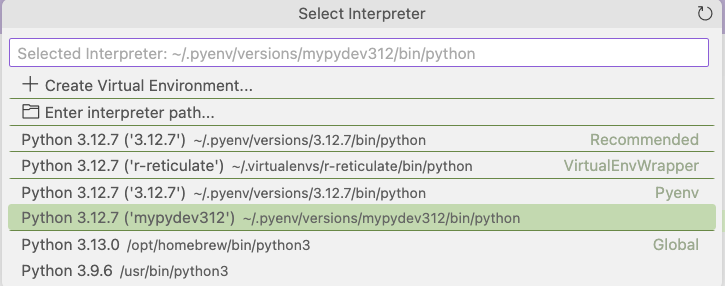 Select Interpreter
Selected Interpreter: ~/.pyenv/versions/mypydev312/bin/python
Create Virtual Environment...
Enter interpreter path...
Python 3.12.7 ('3.12.7') ~/.pyenv/versions/3.12.7/bin/python Recommended
Python 3.12.7 ('r-reticulate') ~/.virtualenvs/r-reticulate/bin/python VirtualEnvWrapper
Python 3.12.7 ('3.12.7') ~/.pyenv/versions/3.12.7/bin/python Pyenv
Python 3.12.7 ('mypydev312') ~/.pyenv/versions/mypydev312/bin/python
Python 3.13.0 /opt/homebrew/bin/python3 Global
Python 3.9.6 /usr/bin/python3